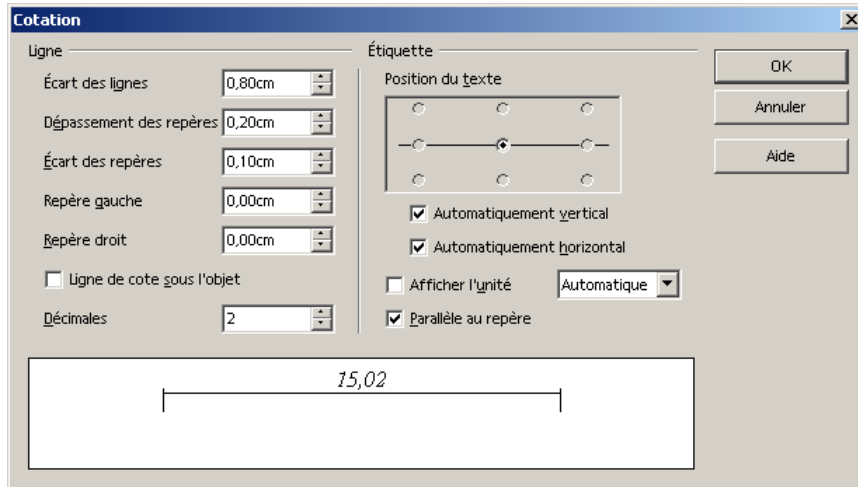 Cotation
Ligne
Écart des lignes 0,80cm
Dépassement des repères 0,20cm
Écart des repères 0,10cm
Repère gauche 0,00cm
Repère droit 0,00cm
Ligne de cote sous l'objet
Décimales 2
Étiquette
Position du texte
Automatiquement vertical
Automatiquement horizontal
Afficher l'unité Automatique
Parallèle au repère
OK
Annuler
Aide
15,02